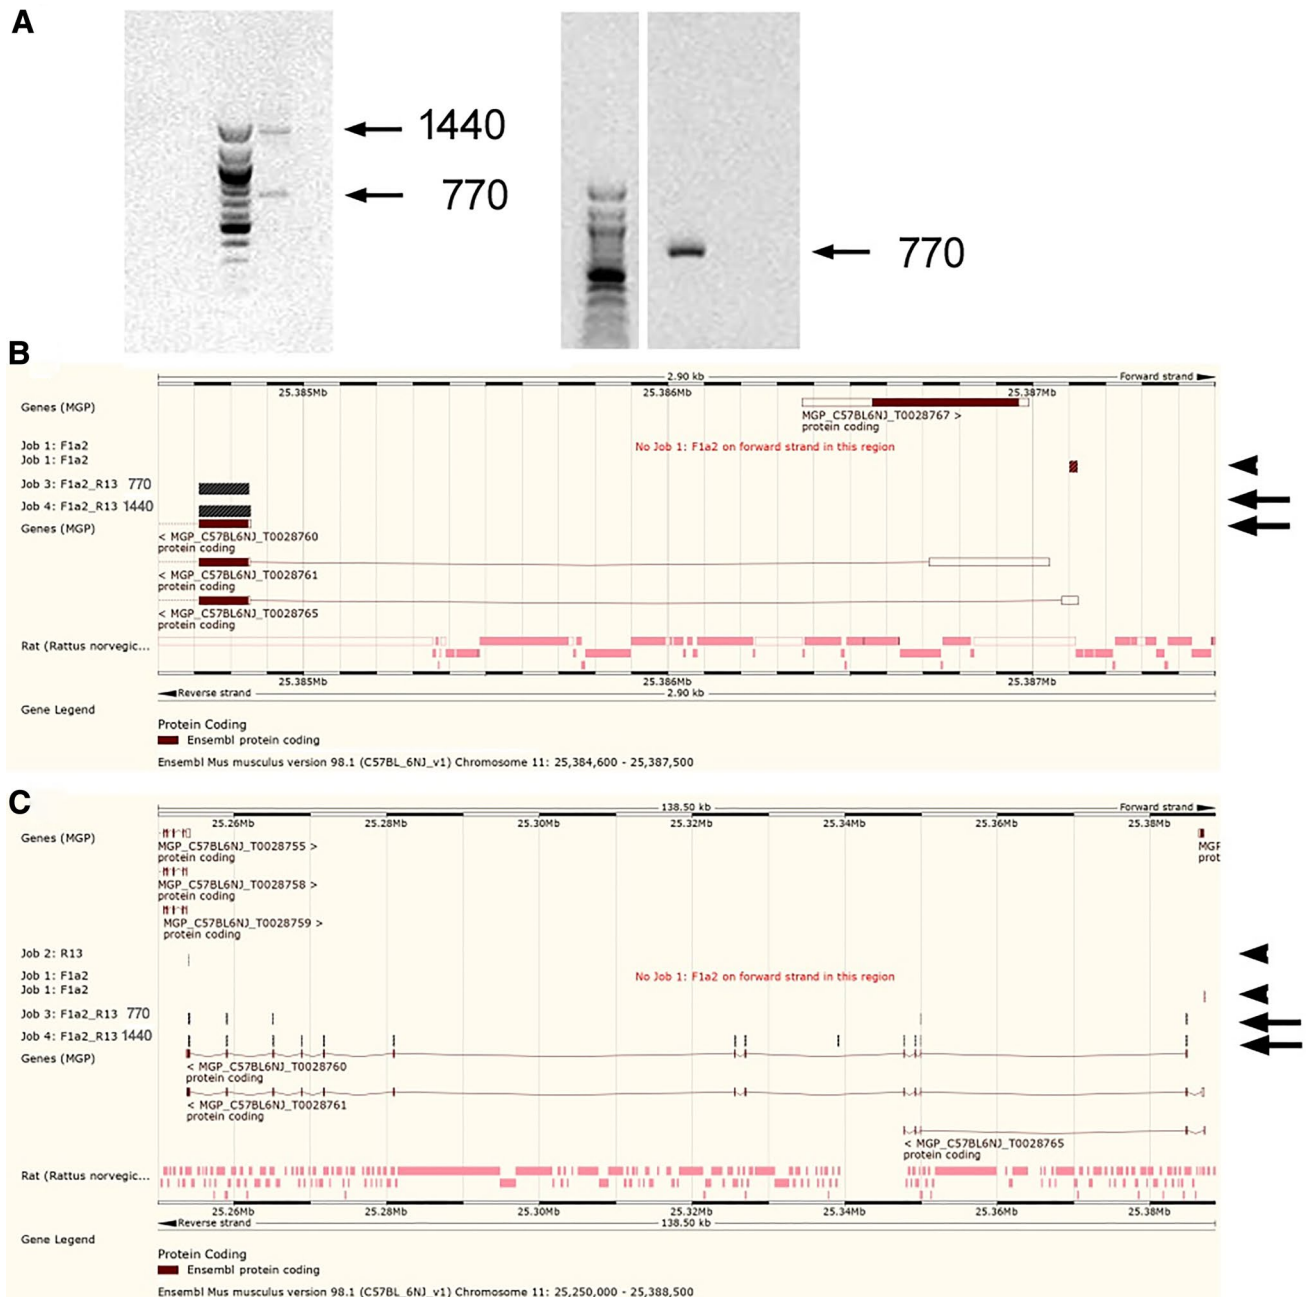 A
1440
770
770
B
2.90 kb Forward strand
25.385Mb 25.386Mb 25.387Mb
Genes (MGP)
MGP_C57BL6NJ_T0028767 >
protein coding
Job 1: F1a2 No Job 1: F1a2 on forward strand in this region
Job 1: F1a2
Job 3: F1a2_R13 770
Job 4: F1a2_R13 1440
Genes (MGP)
< MGP_C57BL6NJ_T0028760
protein coding
< MGP_C57BL6NJ_T0028761
protein coding
< MGP_C57BL6NJ_T0028765
protein coding
Rat (Rattus norvegic...
25.385Mb 25.386Mb 25.387Mb
Reverse strand 2.90 kb
Gene Legend
Protein Coding
Ensembl protein coding
Ensembl Mus musculus version 98.1 (C57BL_6NJ_v1) Chromosome 11: 25,384,600 - 25,387,500
C
138.50 kb Forward strand
25.26Mb 25.28Mb 25.30Mb 25.32Mb 25.34Mb 25.36Mb 25.38Mb
Genes (MGP)
MGP_C57BL6NJ_T0028755 > MGP
protein coding prot
MGP_C57BL6NJ_T0028758 >
protein coding
MGP_C57BL6NJ_T0028759 >
protein coding
Job 2: R13
Job 1: F1a2 No Job 1: F1a2 on forward strand in this region
Job 1: F1a2
Job 3: F1a2_R13 770
Job 4: F1a2_R13 1440
Genes (MGP)
< MGP_C57BL6NJ_T0028760
protein coding
< MGP_C57BL6NJ_T0028761
protein coding
< MGP_C57BL6NJ_T0028765
protein coding
Rat (Rattus norvegic...
25.26Mb 25.28Mb 25.30Mb 25.32Mb 25.34Mb 25.36Mb 25.38Mb
Reverse strand 138.50 kb
Gene Legend
Protein Coding
Ensembl protein coding
Ensembl Mus musculus version 98.1 (C57BL_6NJ_v1) Chromosome 11: 25,250,000 - 25,388,500